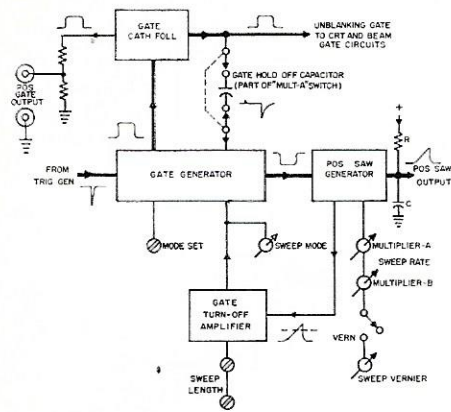 GATE
CATH FOLL
UNBLANKING GATE
TO CRT AND BEAM
GATE CIRCUITS
POS
GATE
OUTPUT
GATE HOLD OFF CAPACITOR
(PART OF "MULT-A" SWITCH)
+
R
FROM
TRIG GEN
GATE GENERATOR
POS SAW
GENERATOR
POS SAW
OUTPUT
C
MODE SET
SWEEP MODE
MULTIPLIER-A
SWEEP RATE
MULTIPLIER-B
GATE
TURN-OFF
AMPLIFIER
VERN
SWEEP
LENGTH
SWEEP VERNIER